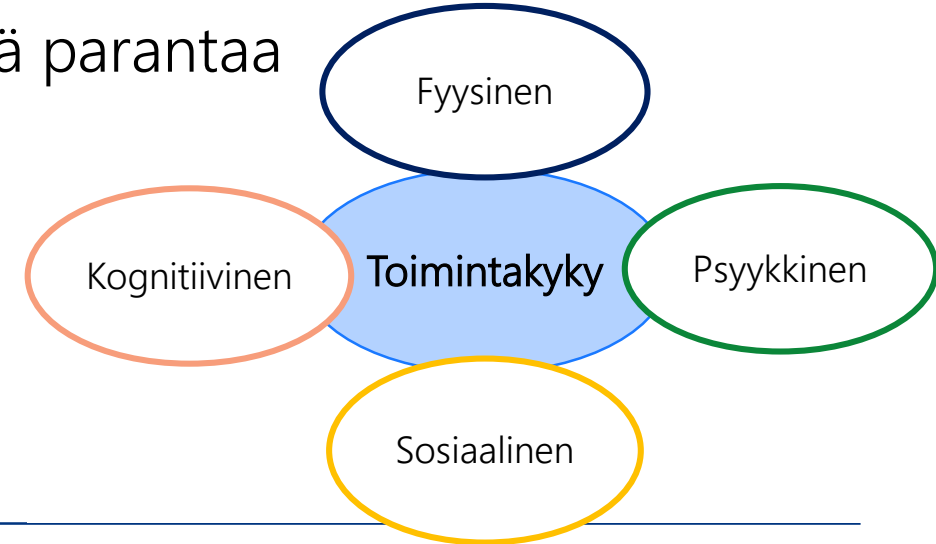 ä parantaa
Fyysinen
Kognitiivinen
Toimintakyky
Psyykkinen
Sosiaalinen